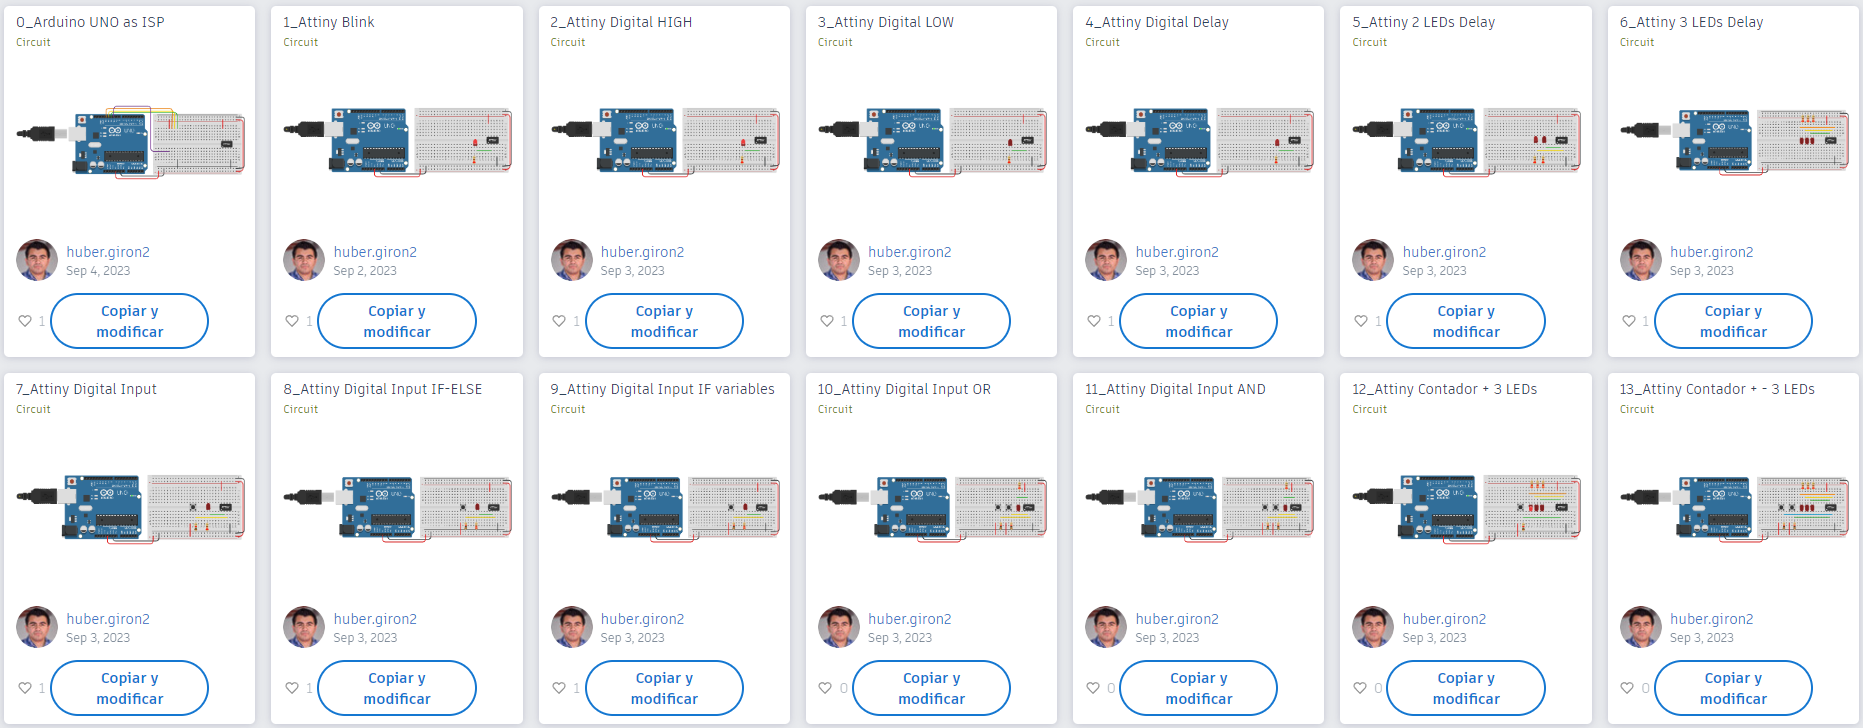 0_Arduino UNO as ISP
Circuit
huber.giron2
Sep 4, 2023
1
Copiar y
modificar
1_Attiny Blink
Circuit
huber.giron2
Sep 2, 2023
1
Copiar y
modificar
2_Attiny Digital HIGH
Circuit
huber.giron2
Sep 3, 2023
1
Copiar y
modificar
3_Attiny Digital LOW
Circuit
huber.giron2
Sep 3, 2023
1
Copiar y
modificar
4_Attiny Digital Delay
Circuit
huber.giron2
Sep 3, 2023
1
Copiar y
modificar
5_Attiny 2 LEDs Delay
Circuit
huber.giron2
Sep 3, 2023
1
Copiar y
modificar
6_Attiny 3 LEDs Delay
Circuit
huber.giron2
Sep 3, 2023
1
Copiar y
modificar
7_Attiny Digital Input
Circuit
huber.giron2
Sep 3, 2023
1
Copiar y
modificar
8_Attiny Digital Input IF-ELSE
Circuit
huber.giron2
Sep 3, 2023
1
Copiar y
modificar
9_Attiny Digital Input IF variables
Circuit
huber.giron2
Sep 3, 2023
1
Copiar y
modificar
10_Attiny Digital Input OR
Circuit
huber.giron2
Sep 3, 2023
0
Copiar y
modificar
11_Attiny Digital Input AND
Circuit
huber.giron2
Sep 3, 2023
0
Copiar y
modificar
12_Attiny Contador + 3 LEDs
Circuit
huber.giron2
Sep 3, 2023
0
Copiar y
modificar
13_Attiny Contador + - 3 LEDs
Circuit
huber.giron2
Sep 3, 2023
0
Copiar y
modificar